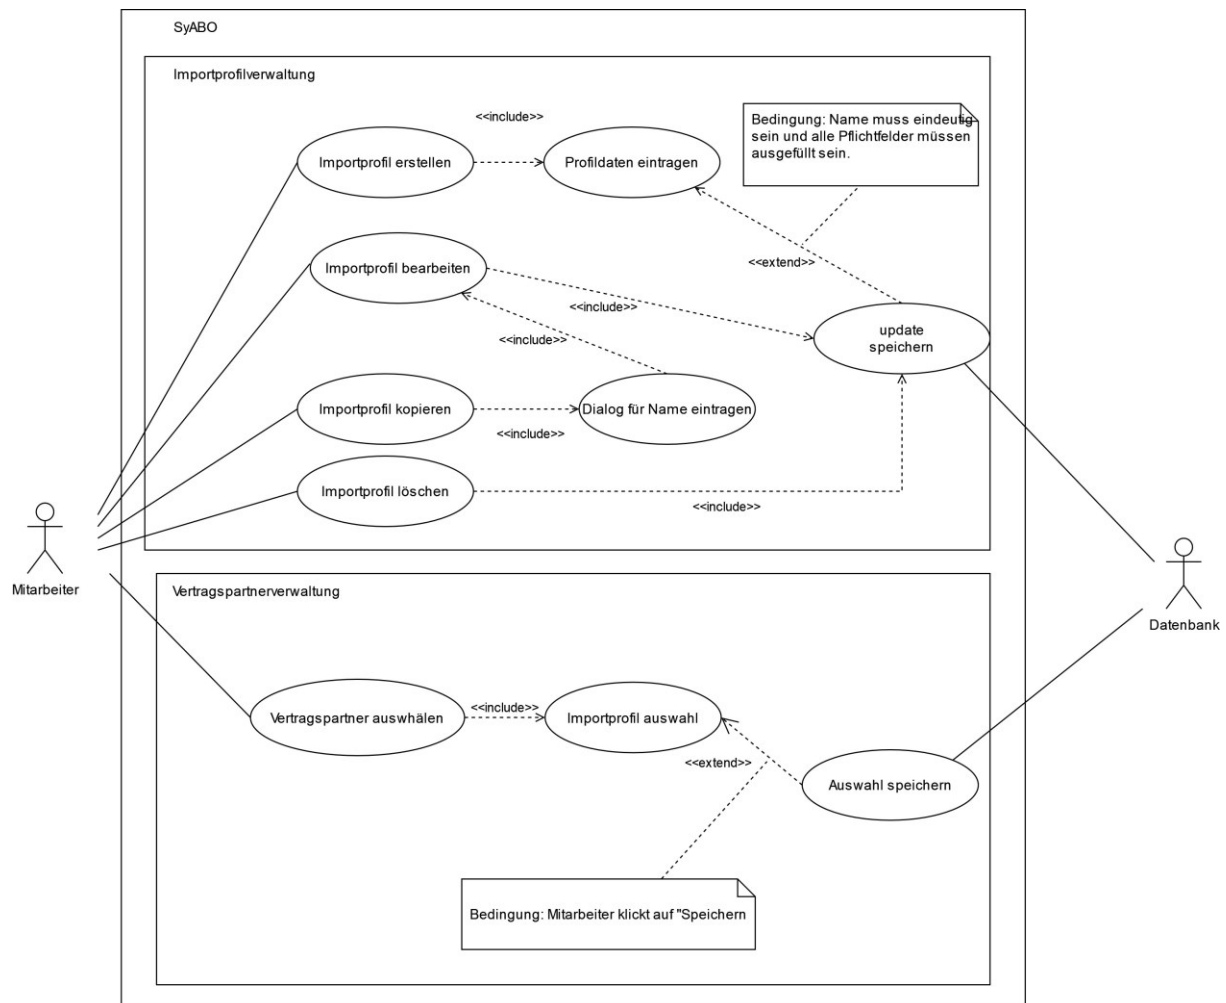 SyABO
Importprofilverwaltung
<<include>>
Bedingung: Name muss eindeutig
sein und alle Pflichtfelder müssen
ausgefüllt sein.
Importprofil erstellen
Profildaten eintragen
<<extend>>
Importprofil bearbeiten
<<include>>
update
speichern
<<include>>
Importprofil kopieren
<<include>>
Dialog für Name eintragen
Importprofil löschen
<<include>>
Mitarbeiter
Datenbank
Vertragspartnerverwaltung
Vertragspartner auswhälen
<<include>>
Importprofil auswahl
<<extend>>
Auswahl speichern
Bedingung: Mitarbeiter klickt auf "Speichern